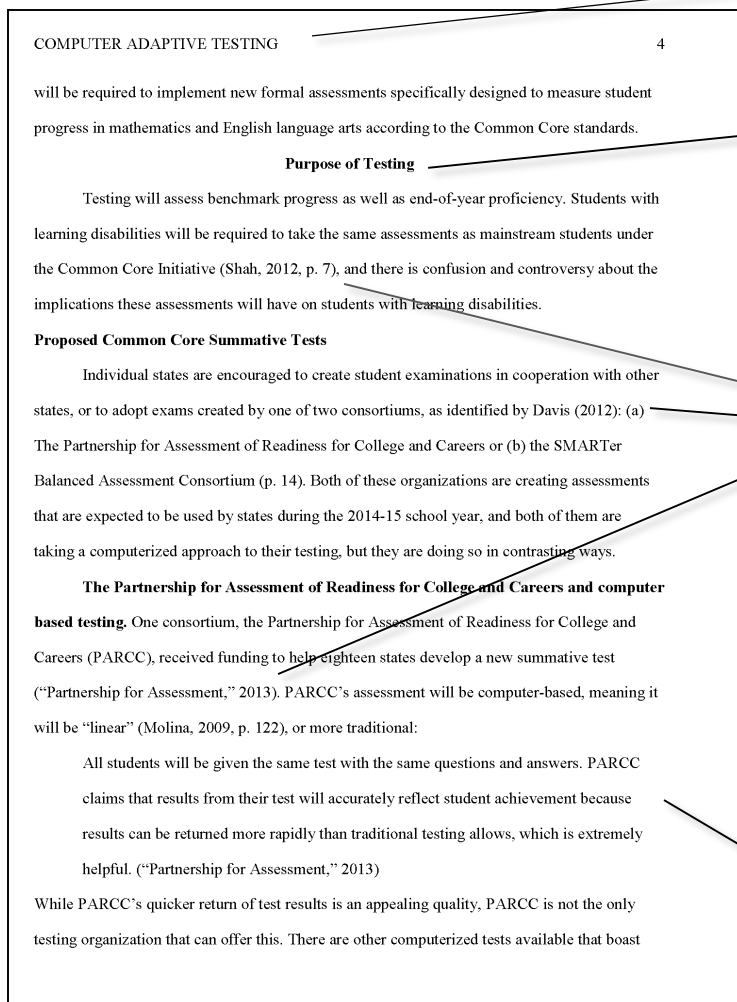 COMPUTER ADAPTIVE TESTING 4
will be required to implement new formal assessments specifically designed to measure student
progress in mathematics and English language arts according to the Common Core standards.
Purpose of Testing
Testing will assess benchmark progress as well as end-of-year proficiency. Students with
learning disabilities will be required to take the same assessments as mainstream students under
the Common Core Initiative (Shah, 2012, p. 7), and there is confusion and controversy about the
implications these assessments will have on students with learning disabilities.
Proposed Common Core Summative Tests
Individual states are encouraged to create student examinations in cooperation with other
states, or to adopt exams created by one of two consortiums, as identified by Davis (2012): (a)
The Partnership for Assessment of Readiness for College and Careers or (b) the SMARTer
Balanced Assessment Consortium (p. 14). Both of these organizations are creating assessments
that are expected to be used by states during the 2014-15 school year, and both of them are
taking a computerized approach to their testing, but they are doing so in contrasting ways.
The Partnership for Assessment of Readiness for College and Careers and computer
based testing. One consortium, the Partnership for Assessment of Readiness for College and
Careers (PARCC), received funding to help eighteen states develop a new summative test
(“Partnership for Assessment,” 2013). PARCC’s assessment will be computer-based, meaning it
will be “linear” (Molina, 2009, p. 122), or more traditional:
All students will be given the same test with the same questions and answers. PARCC
claims that results from their test will accurately reflect student achievement because
results can be returned more rapidly than traditional testing allows, which is extremely
helpful. (“Partnership for Assessment,” 2013)
While PARCC’s quicker return of test results is an appealing quality, PARCC is not the only
testing organization that can offer this. There are other computerized tests available that boast